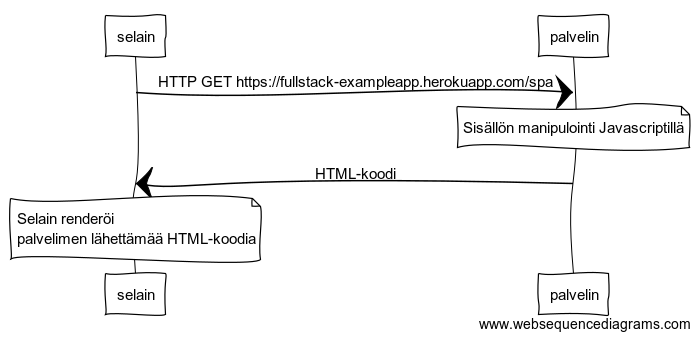 selain
palvelin
HTTP GET https://fullstack-exampleapp.herokuapp.com/spa
Sisällön manipulointi Javascriptillä
HTML-koodi
Selain renderöi
palvelimen lähettämää HTML-koodia
selain
palvelin
www.websequencediagrams.com